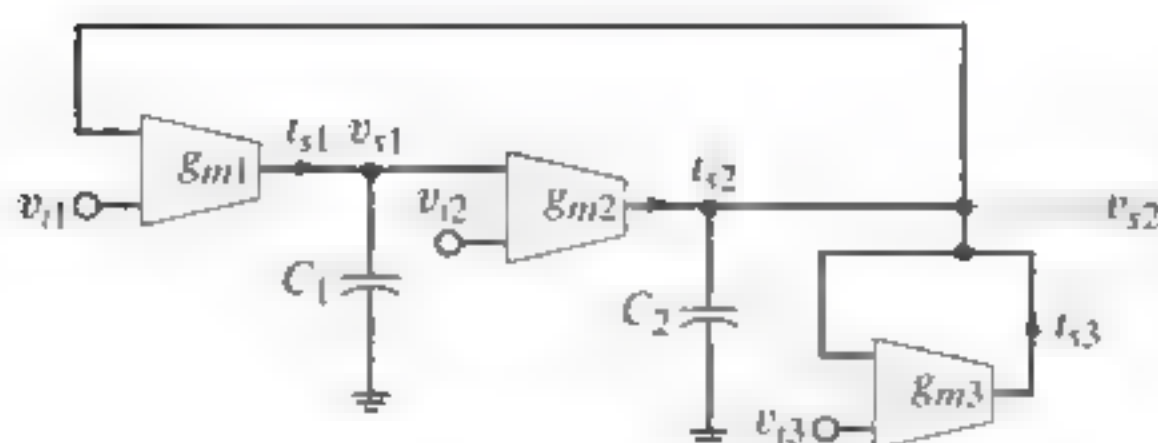 i_{s1} v_{s1}
g_{m1}
i_{s2}
v_{i1}
v_{i2}
g_{m2}
v_{s2}
C_1
C_2
i_{s3}
g_{m3}
v_{i3}